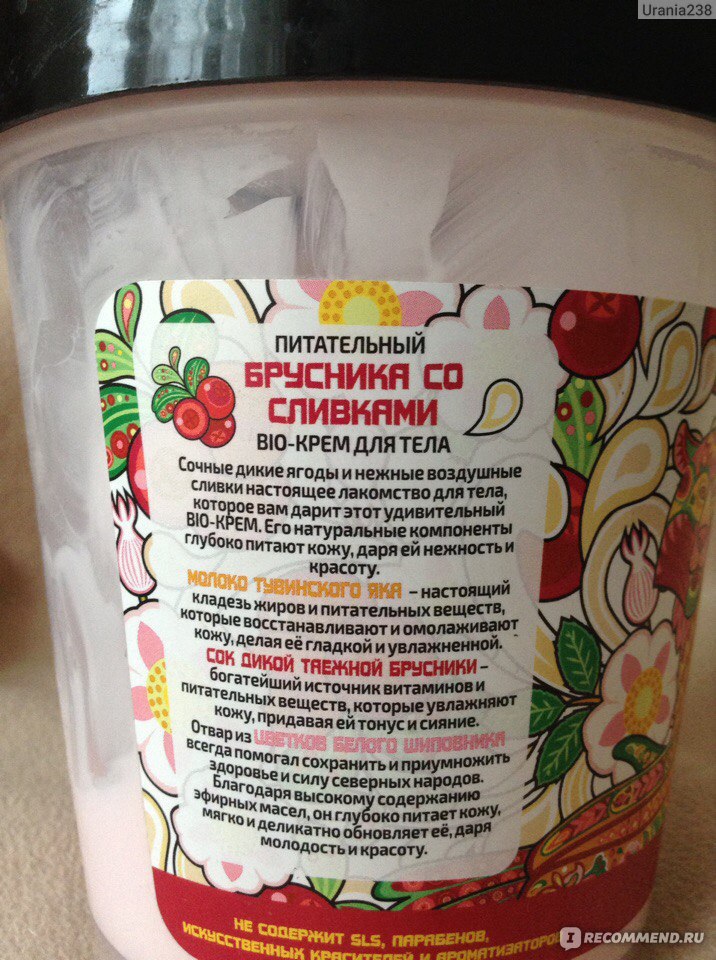 Urania238
ПИТАТЕЛЬНЫЙ
БРУСНИКА СО
СЛИВКАМИ
BIO-КРЕМ ДЛЯ ТЕЛА
Сочные дикие ягоды и нежные воздушные
сливки настоящее лакомство для тела,
которое вам дарит этот удивительный
BIO-КРЕМ. Его натуральные компоненты
глубоко питают кожу, даря ей нежность и
красоту.
МОЛОКО ТУВИНСКОГО ЯКА – настоящий
кладезь жиров и питательных веществ,
которые восстанавливают и омолаживают
кожу, делая её гладкой и увлажненной.
СОК ДИКОЙ ТАЕЖНОЙ БРУСНИКИ –
богатейший источник витаминов и
питательных веществ, которые увлажняют
кожу, придавая ей тонус и сияние.
Отвар из ЦВЕТКОВ БЕЛОГО ШИПОВНИКА
всегда помогал сохранить и приумножить
здоровье и силу северных народов.
Благодаря высокому содержанию
эфирных масел, он глубоко питает кожу,
мягко и деликатно обновляет её, даря
молодость и красоту.
НЕ СОДЕРЖИТ SLS, ПАРАБЕНОВ,
ИСКУССТВЕННЫХ КРАСИТЕЛЕЙ И АРОМАТИЗАТОРОВ
IRECOMMEND.RU